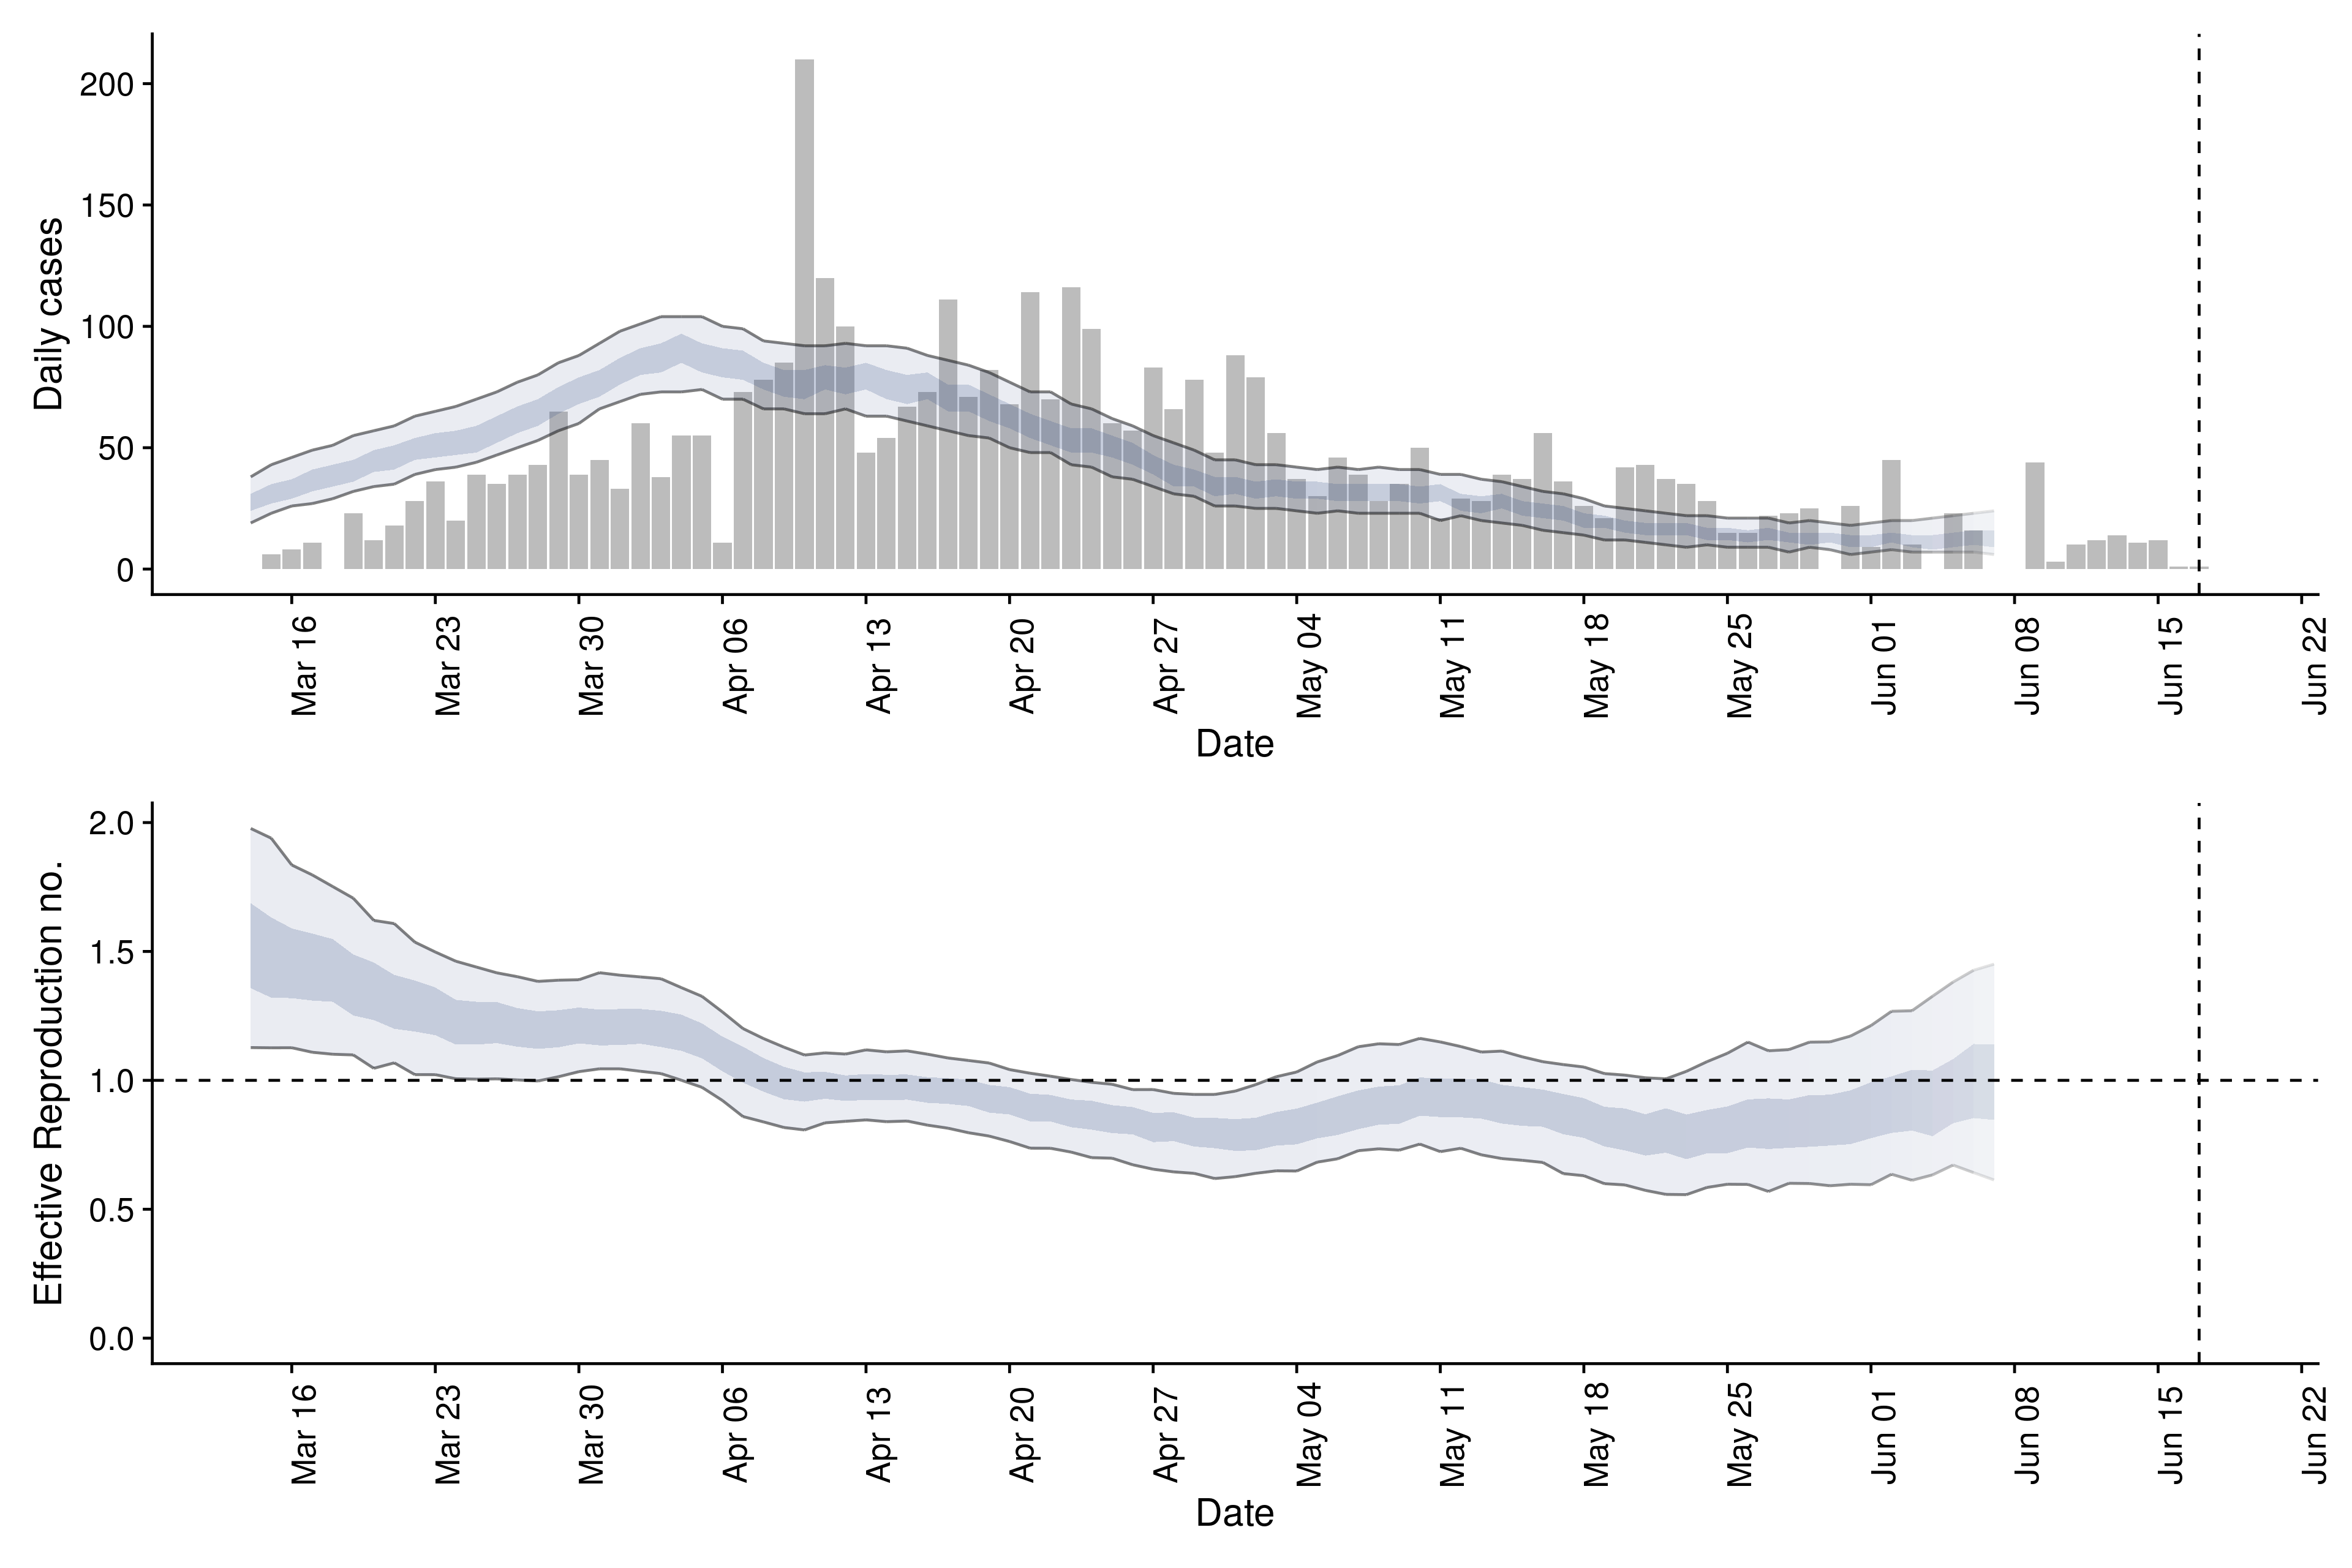 Daily cases
200
150
100
50
0
Mar 16
Mar 23
Mar 30
Apr 06
Apr 13
Apr 20
Apr 27
May 04
May 11
May 18
May 25
Jun 01
Jun 08
Jun 15
Jun 22
Date
Effective Reproduction no.
2.0
1.5
1.0
0.5
0.0
Mar 16
Mar 23
Mar 30
Apr 06
Apr 13
Apr 20
Apr 27
May 04
May 11
May 18
May 25
Jun 01
Jun 08
Jun 15
Jun 22
Date